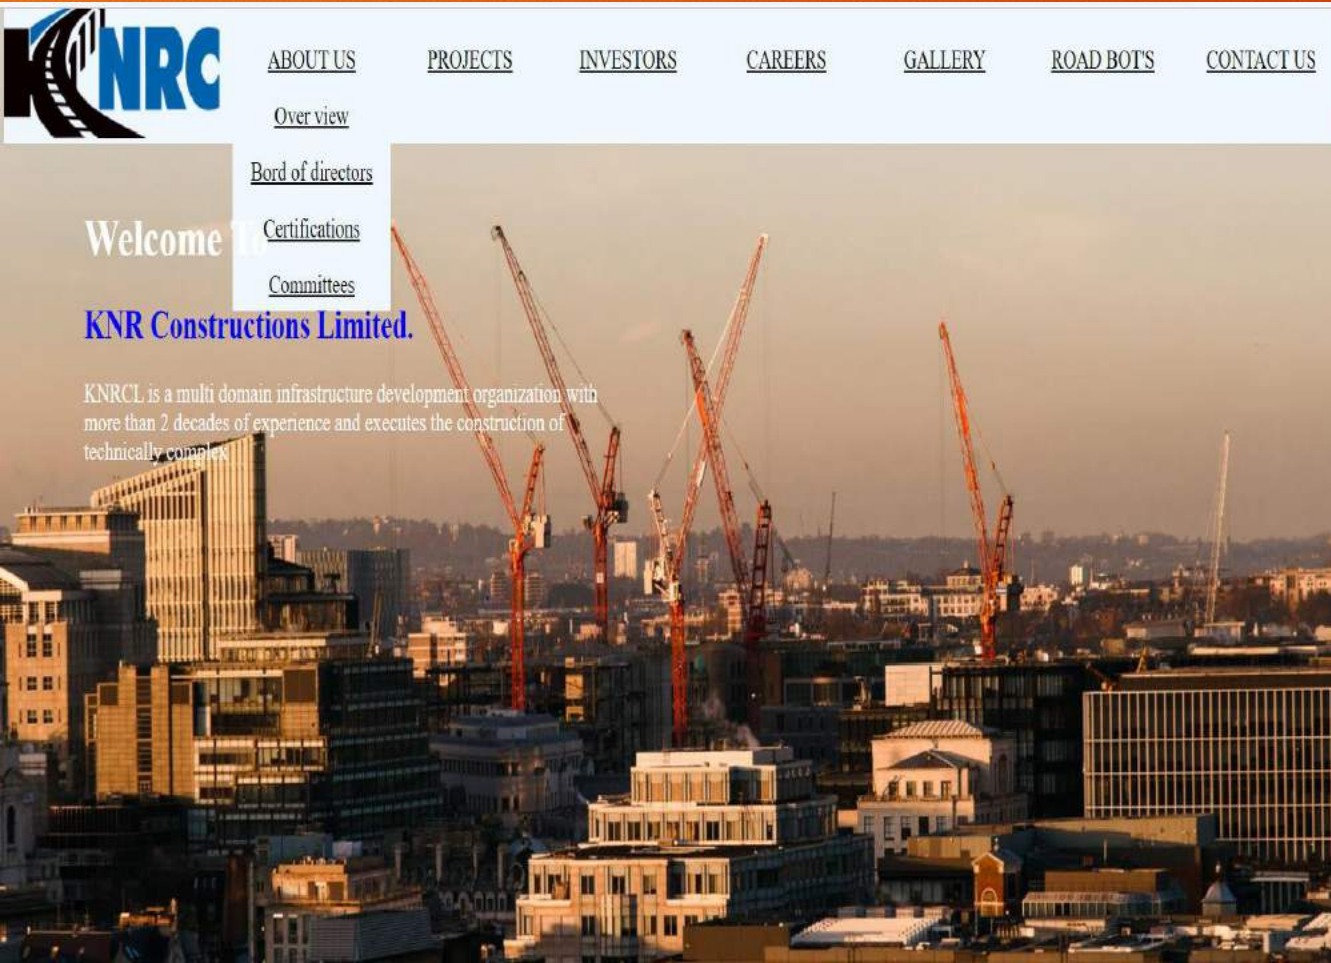 KNRC
ABOUT US
PROJECTS
INVESTORS
CAREERS
GALLERY
ROAD BOT'S
CONTACT US
Over view
Bord of directors
Certifications
Committees
Welcome To
KNR Constructions Limited.
KNRCL is a multi domain infrastructure development organization with
more than 2 decades of experience and executes the construction of
technically complex